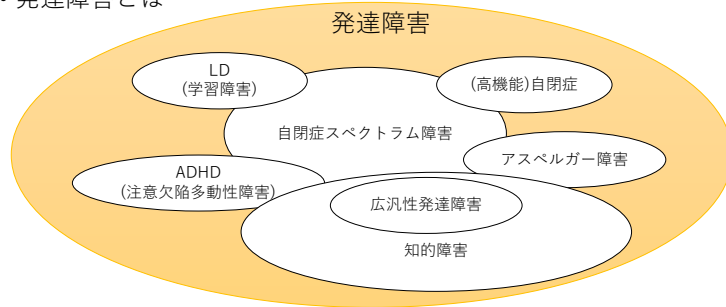 ・発達障害とは
発達障害
LD
(学習障害)
(高機能)自閉症
自閉症スペクトラム障害
アスペルガー障害
ADHD
(注意欠陥多動性障害)
広汎性発達障害
知的障害